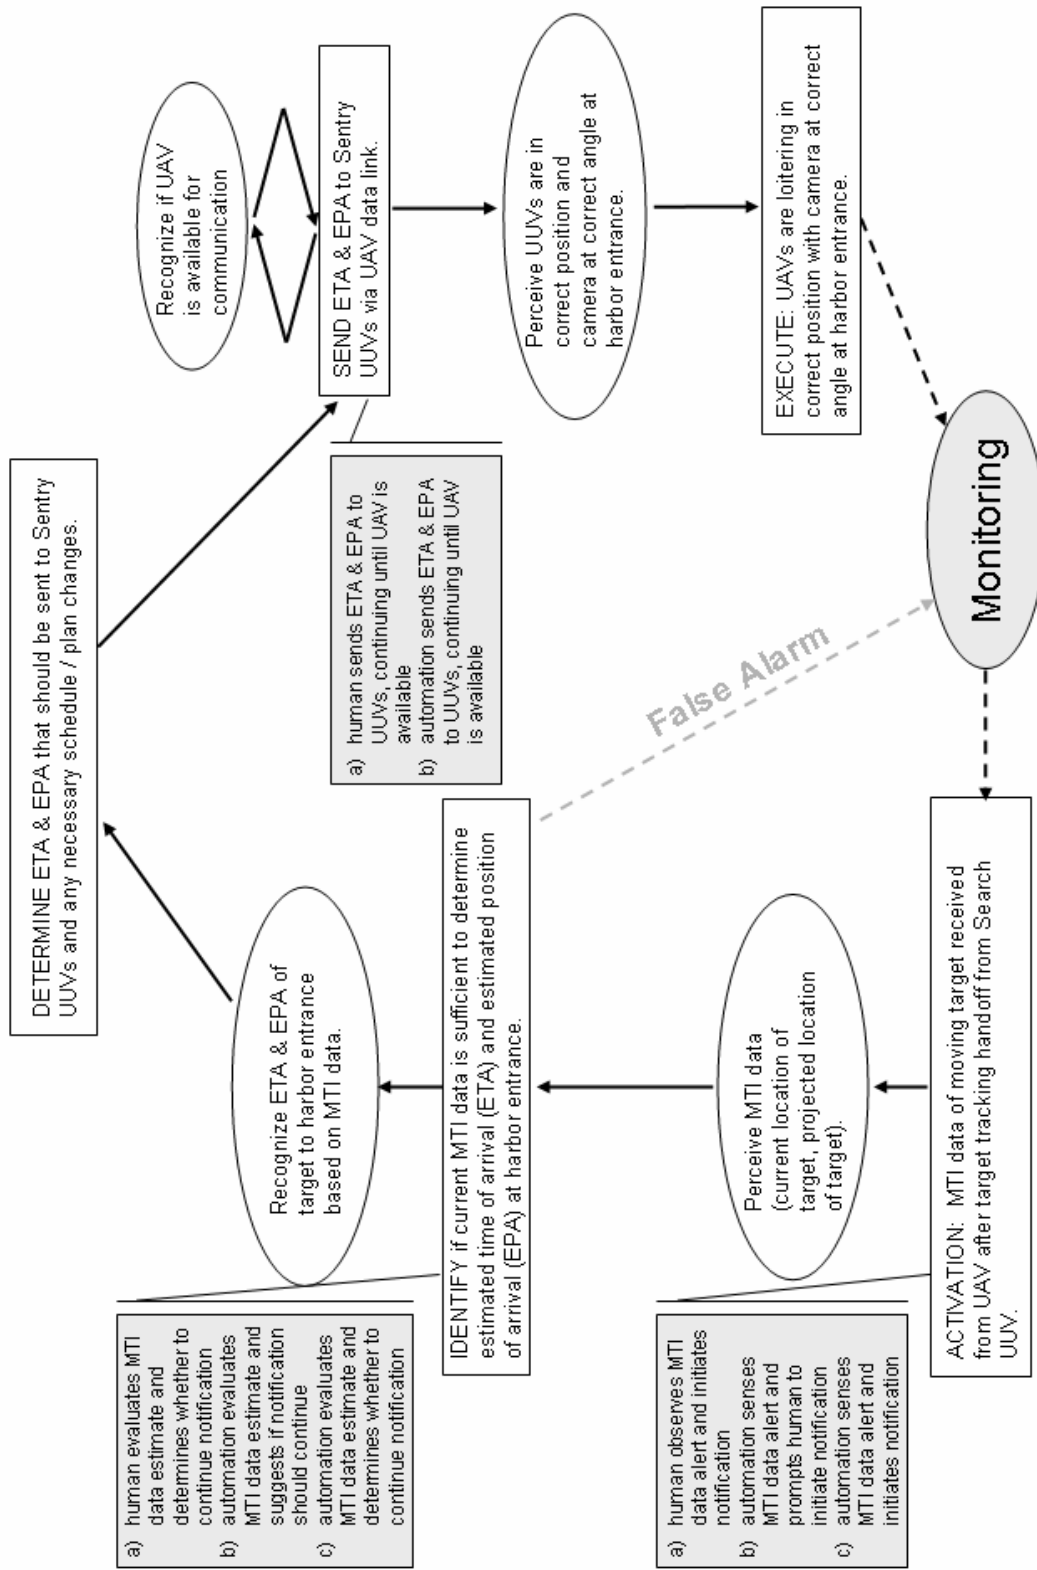 a) human evaluates MTI
data estimate and
determines whether to
continue notification
b) automation evaluates
MTI data estimate and
suggests if notification
should continue
c) automation evaluates
MTI data estimate and
determines whether to
continue notification
Recognize ETA & EPA of
target to harbor entrance
based on MTI data.
DETERMINE ETA & EPA that should be sent to Sentry
UUVs and any necessary schedule / plan changes.
Recognize if UAV
is available for
communication
IDENTIFY if current MTI data is sufficient to determine
estimated time of arrival (ETA) and estimated position
of arrival (EPA) at harbor entrance.
a) human sends ETA & EPA to
UUVs, continuing until UAV is
available
b) automation sends ETA & EPA
to UUVs, continuing until UAV
is available
SEND ETA & EPA to Sentry
UUVs via UAV data link.
False Alarm
Perceive UUVs are in
correct position and
camera at correct angle at
harbor entrance.
a) human observes MTI
data alert and initiates
notification
b) automation senses
MTI data alert and
prompts human to
initiate notification
c) automation senses
MTI data alert and
initiates notification
Perceive MTI data
(current location of
target, projected location
of target).
EXECUTE: UAVs are loitering in
correct position with camera at correct
angle at harbor entrance.
ACTIVATION: MTI data of moving target received
from UAV after target tracking handoff from Search
UUV.
Monitoring